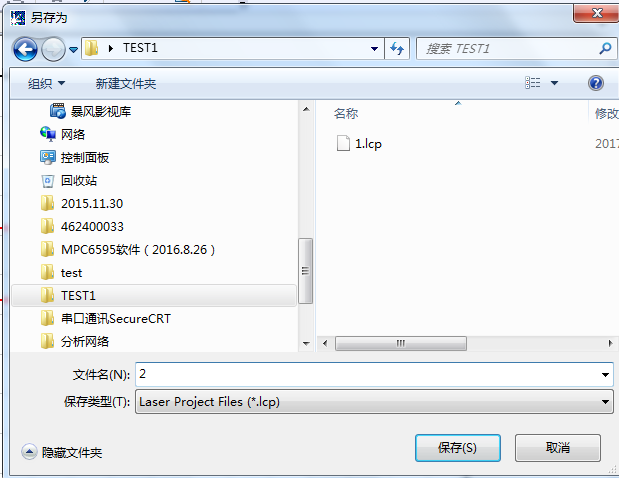 另存为
TEST1
搜索 TEST1
组织
新建文件夹
暴风影视库
网络
控制面板
回收站
2015.11.30
462400033
MPC6595软件（2016.8.26）
test
TEST1
串口通讯SecureCRT
分析网络
名称
修改
1.lcp
2017
文件名(N):
2
保存类型(T):
Laser Project Files (*.lcp)
隐藏文件夹
保存(S)
取消